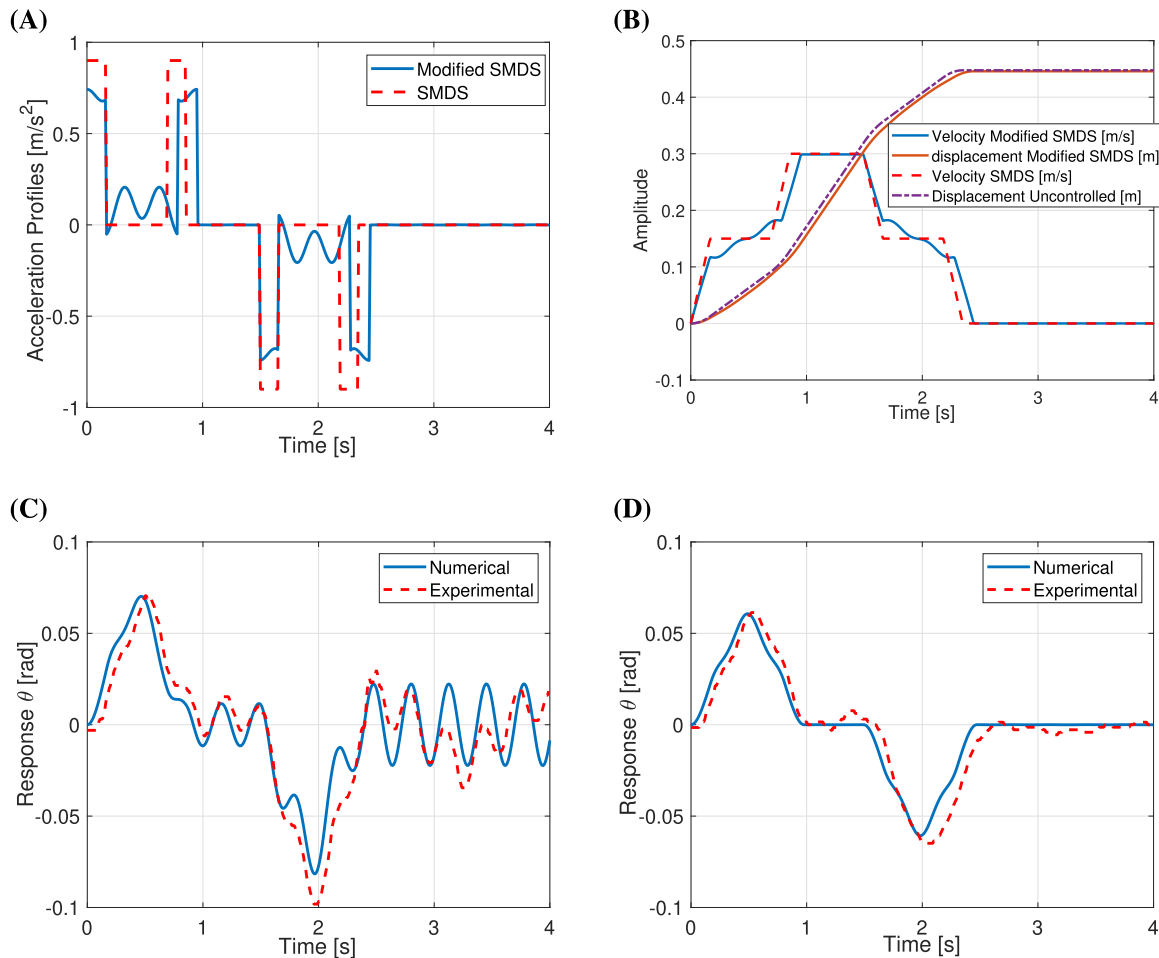 (A)
1
0.5
0
-0.5
-1
Acceleration Profiles [m/s²]
0 1 2 3 4
Time [s]
Modified SMDS
SMDS
(B)
0.5
0.4
0.3
0.2
0.1
0
-0.1
Amplitude
0 1 2 3 4
Time [s]
Velocity Modified SMDS [m/s]
displacement Modified SMDS [m]
Velocity SMDS [m/s]
Displacement Uncontrolled [m]
(C)
0.1
0.05
0
-0.05
-0.1
Response θ [rad]
0 1 2 3 4
Time [s]
Numerical
Experimental
(D)
0.1
0.05
0
-0.05
-0.1
Response θ [rad]
0 1 2 3 4
Time [s]
Numerical
Experimental